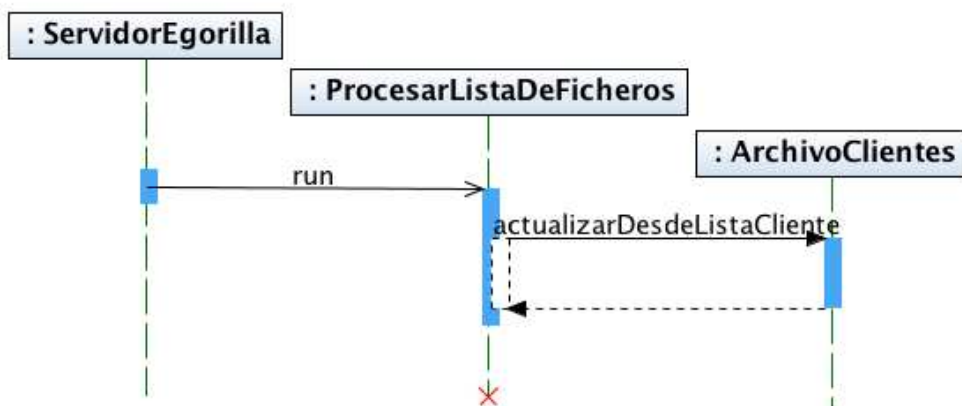 : ServidorEgorilla
: ProcesarListaDeFicheros
: ArchivoClientes
run
actualizarDesdeListaCliente